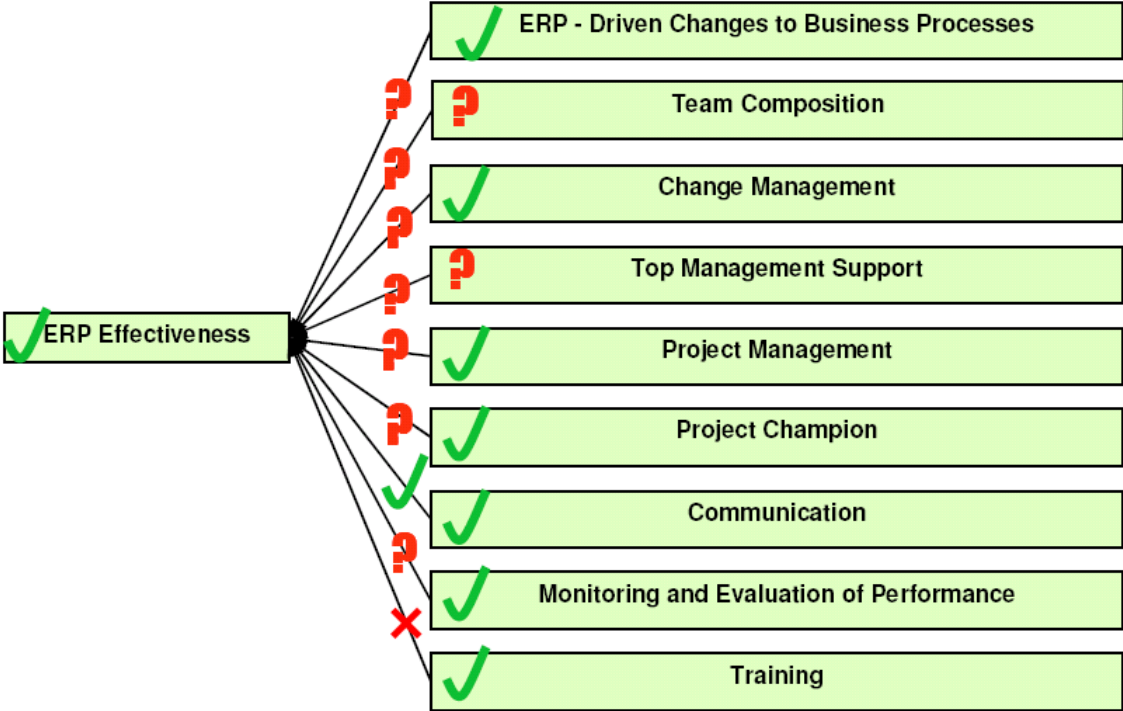 ERP - Driven Changes to Business Processes
Team Composition
Change Management
Top Management Support
ERP Effectiveness
Project Management
Project Champion
Communication
Monitoring and Evaluation of Performance
Training